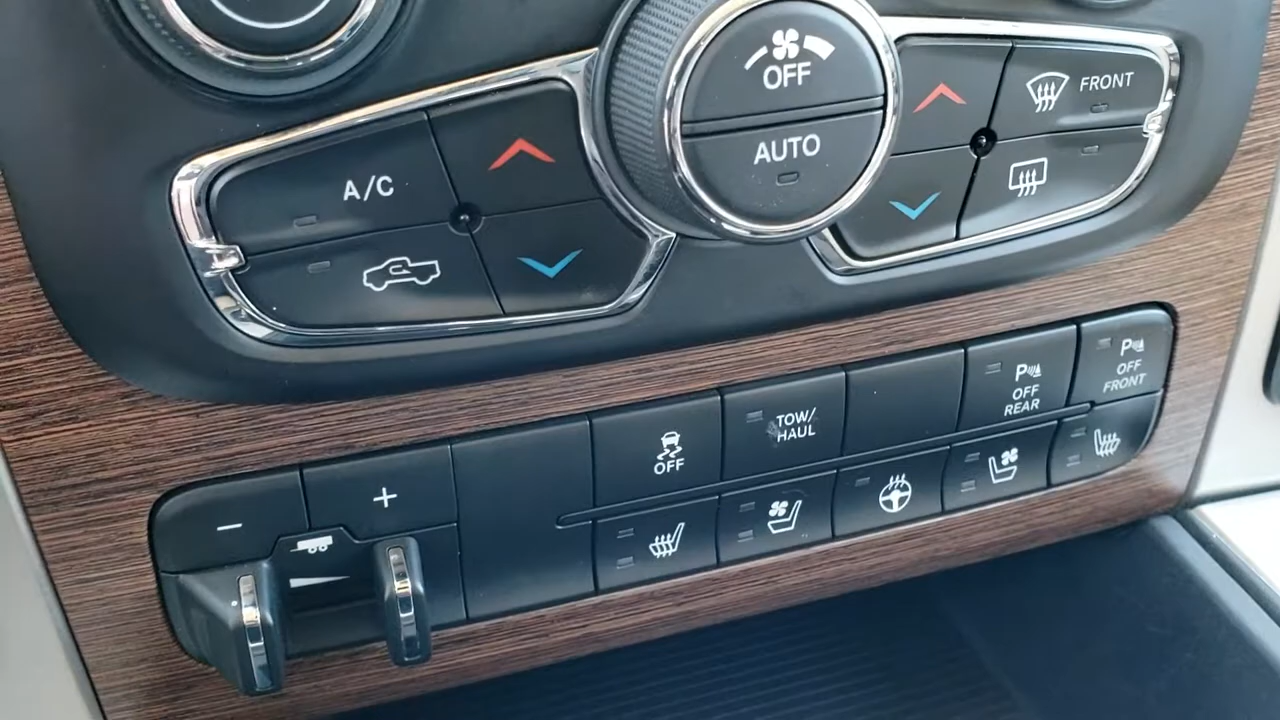 OFF
AUTO
A/C
FRONT
OFF
TOW/
HAUL
P
OFF
REAR
P
OFF
FRONT
- +